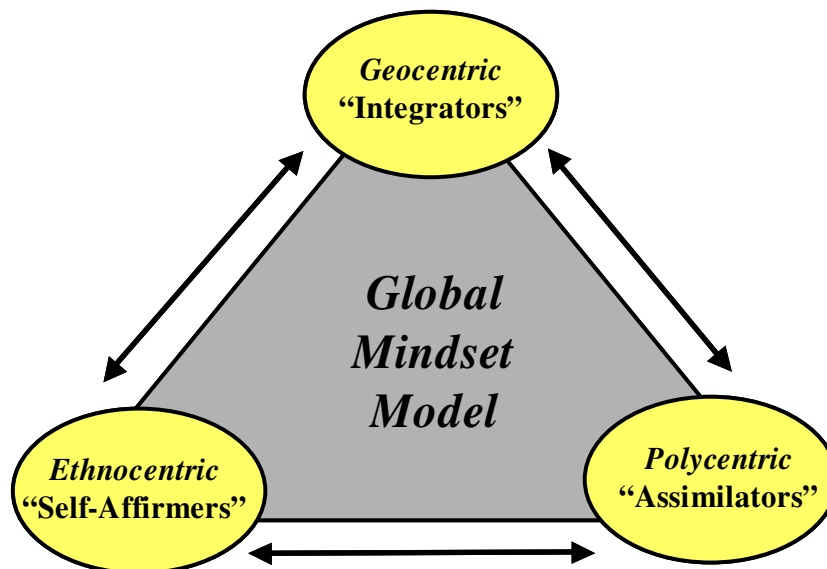 Geocentric
“Integrators”
Global
Mindset
Model
Ethnocentric
“Self-Affirmers”
Polycentric
“Assimilators”